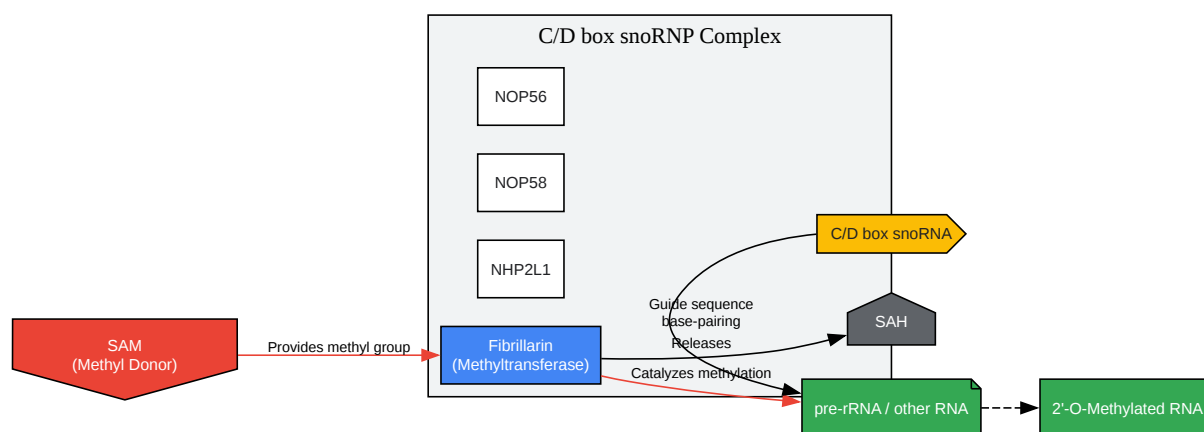 C/D box snoRNP Complex
NOP56
NOP58
NHP2L1
C/D box snoRNA
Guide sequence
base-pairing
SAM
(Methyl Donor)
Provides methyl group
Fibrillarin
(Methyltransferase)
Releases
SAH
Catalyzes methylation
pre-rRNA / other RNA
2'-O-Methylated RNA